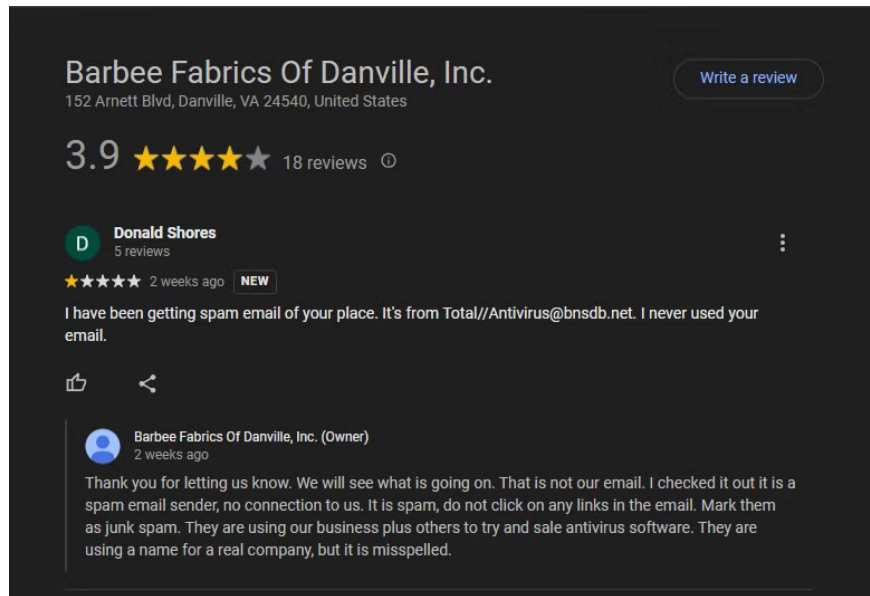 Barbee Fabrics Of Danville, Inc.
Write a review
152 Arnett Blvd, Danville, VA 24540, United States
3.9
18 reviews
D
Donald Shores
5 reviews
2 weeks ago NEW
I have been getting spam email of your place. It's from Total//Antivirus@bnsdb.net. I never used your
email.
Barbee Fabrics Of Danville, Inc. (Owner)
2 weeks ago
Thank you for letting us know. We will see what is going on. That is not our email. I checked it out it is a
spam email sender, no connection to us. It is spam, do not click on any links in the email. Mark them
as junk spam. They are using our business plus others to try and sale antivirus software. They are
using a name for a real company, but it is misspelled.